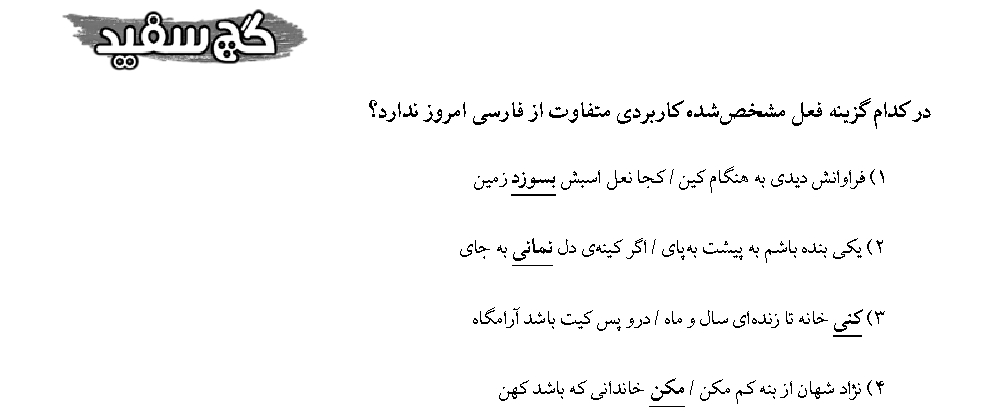 گچ سفید
در کدام گزینه فعل مشخص‌شده کاربردی متفاوت از فارسی امروز ندارد؟
۱) فراوانش دیدی به هنگام کین / کجا نعل اسبش بسوزد زمین
۲) یکی بنده باشم به پیشت به‌پای / اگر کینه‌ی دل نمانی به جای
۳) کنی خانه تا زنده‌ای سال و ماه / درو پس کیت باشد آرامگاه
۴) نژاد شهان از بنه کم مکن / مکن خاندانی که باشد کهن